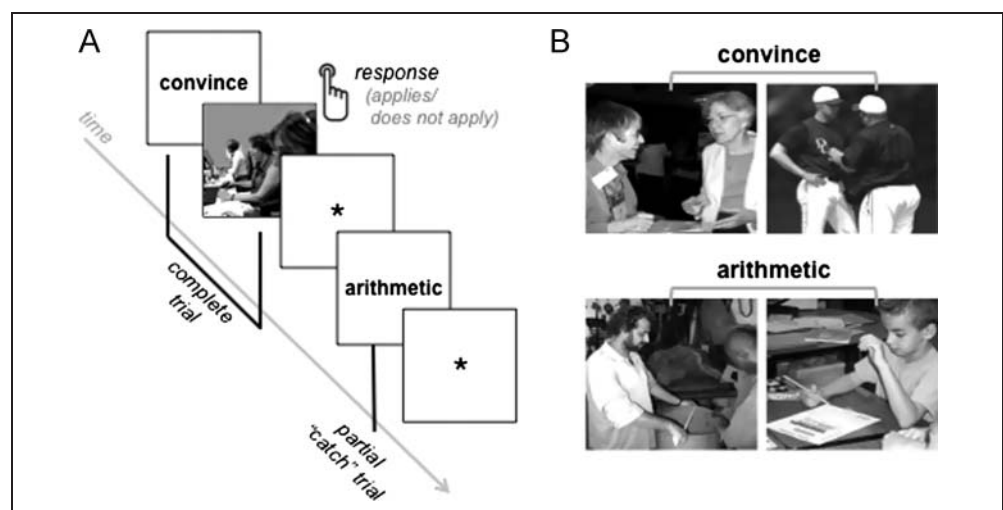 A
convince
response
(applies/
does not apply)
time
*
arithmetic
*
complete
trial
partial
"catch" trial
B
convince
arithmetic